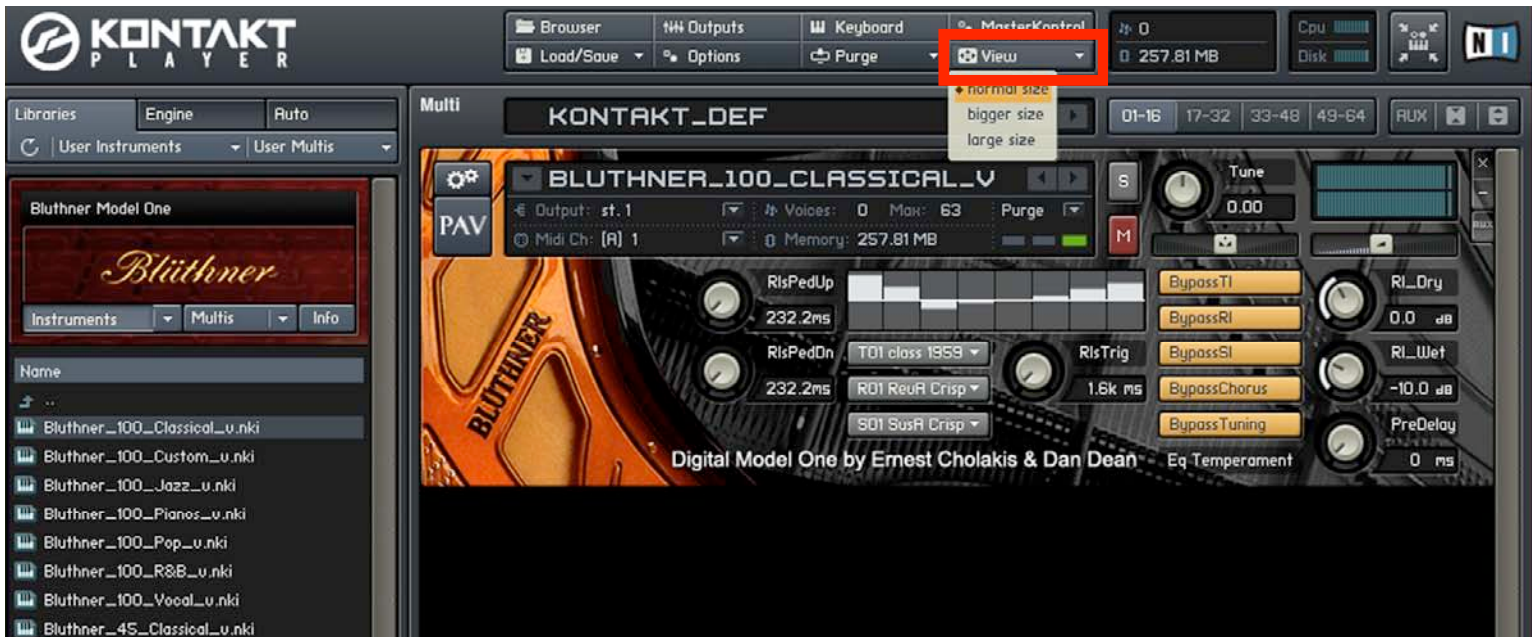 KONTAKT
PLAYER
Browser Outputs Keyboard MasterKontrol
Load/Save Options Purge View
0
257.81 MB
Cpu
Disk
NI
normal size
bigger size
large size
Libraries Engine Auto
User Instruments User Multis
Bluthner Model One
Blüthner
Instruments Multis Info
Name
..
Bluthner_100_Classical_v.nki
Bluthner_100_Custom_v.nki
Bluthner_100_Jazz_v.nki
Bluthner_100_Pianos_v.nki
Bluthner_100_Pop_v.nki
Bluthner_100_R&B_v.nki
Bluthner_100_Vocal_v.nki
Bluthner_45_Classical_v.nki
Multi KONTAKT_DEF 01-16 17-32 33-48 49-64 AUX
PAV
BLUTHNER_100_CLASSICAL_V
Output: st.1 Voices: 0 Max: 63 Purge
Midi Ch: [A] 1 Memory: 257.81 MB
S
M
Tune
0.00
AUX
BLÜTHNER
RlsPedUp
232.2ms
RlsPedDn
232.2ms
T01 class 1959
R01 RevA Crisp
S01 SusA Crisp
RlsTrig
1.6k ms
BypassTI
BypassRI
BypassSI
BypassChorus
BypassTuning
Eq Temperament
RI_Dry
0.0 dB
RI_Wet
-10.0 dB
PreDelay
0 ms
Digital Model One by Ernest Cholakis & Dan Dean